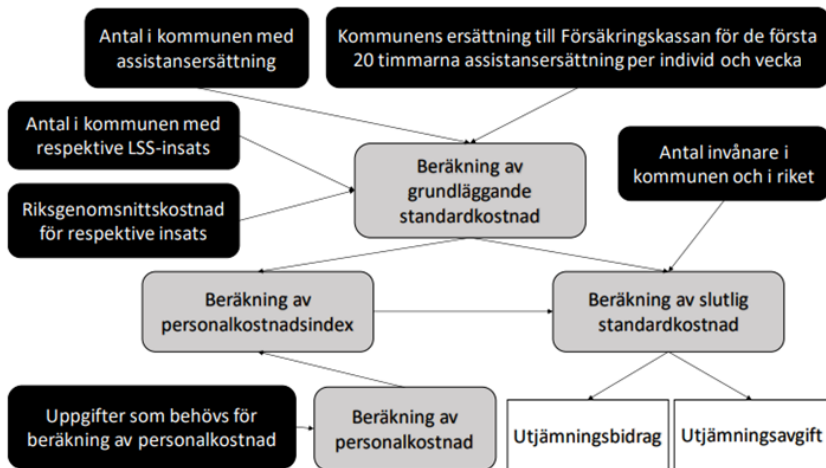 Antal i kommunen med
assistansersättning
Kommunens ersättning till Försäkringskassan för de första
20 timmarna assistansersättning per individ och vecka
Antal i kommunen med
respektive LSS-insats
Beräkning av
grundläggande
standardkostnad
Antal invånare i
kommunen och i riket
Riksgenomsnittskostnad
för respektive insats
Beräkning av
personalkostnadsindex
Beräkning av slutlig
standardkostnad
Uppgifter som behövs för
beräkning av personalkostnad
Beräkning av
personalkostnad
Utjämningsbidrag
Utjämningsavgift